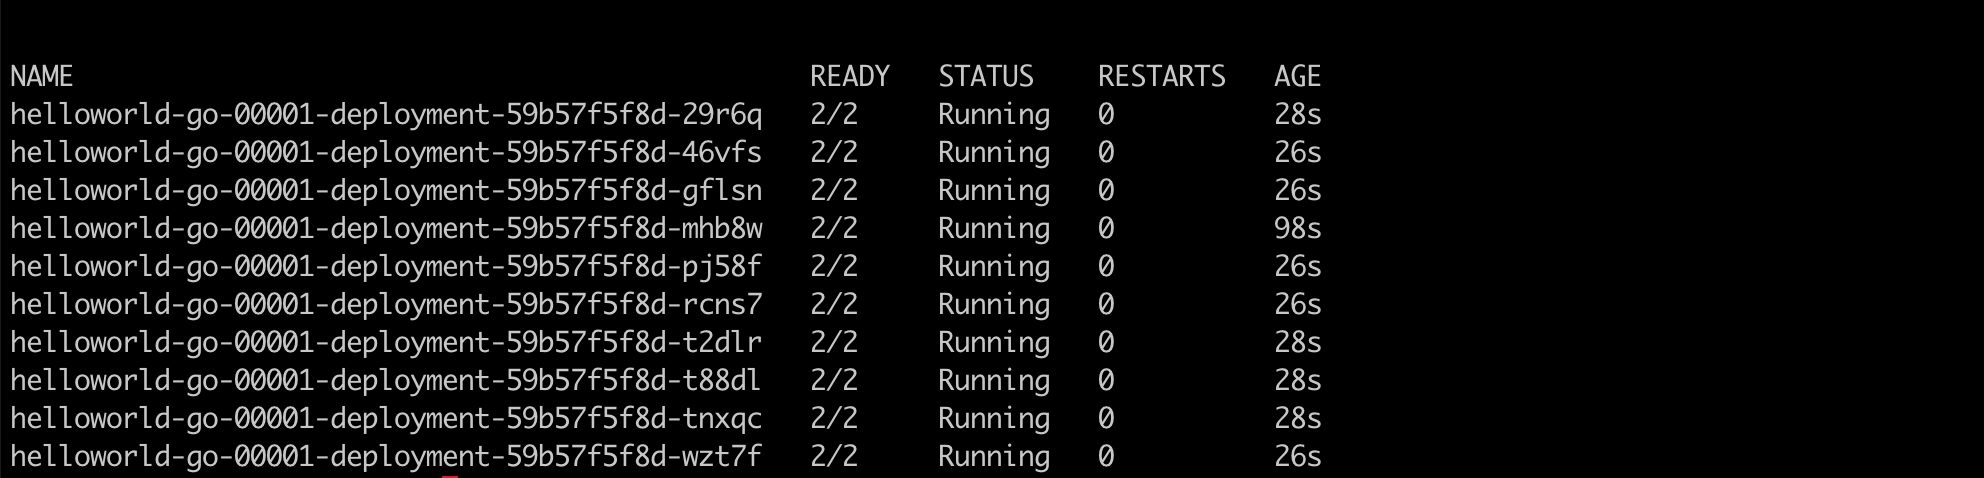 NAME READY STATUS RESTARTS AGE
helloworld-go-00001-deployment-59b57f5f8d-29r6q 2/2 Running 0 28s
helloworld-go-00001-deployment-59b57f5f8d-46vfs 2/2 Running 0 26s
helloworld-go-00001-deployment-59b57f5f8d-gflsn 2/2 Running 0 26s
helloworld-go-00001-deployment-59b57f5f8d-mhb8w 2/2 Running 0 98s
helloworld-go-00001-deployment-59b57f5f8d-pj58f 2/2 Running 0 26s
helloworld-go-00001-deployment-59b57f5f8d-rcns7 2/2 Running 0 26s
helloworld-go-00001-deployment-59b57f5f8d-t2dlr 2/2 Running 0 28s
helloworld-go-00001-deployment-59b57f5f8d-t88dl 2/2 Running 0 28s
helloworld-go-00001-deployment-59b57f5f8d-tnxqc 2/2 Running 0 28s
helloworld-go-00001-deployment-59b57f5f8d-wzt7f 2/2 Running 0 26s